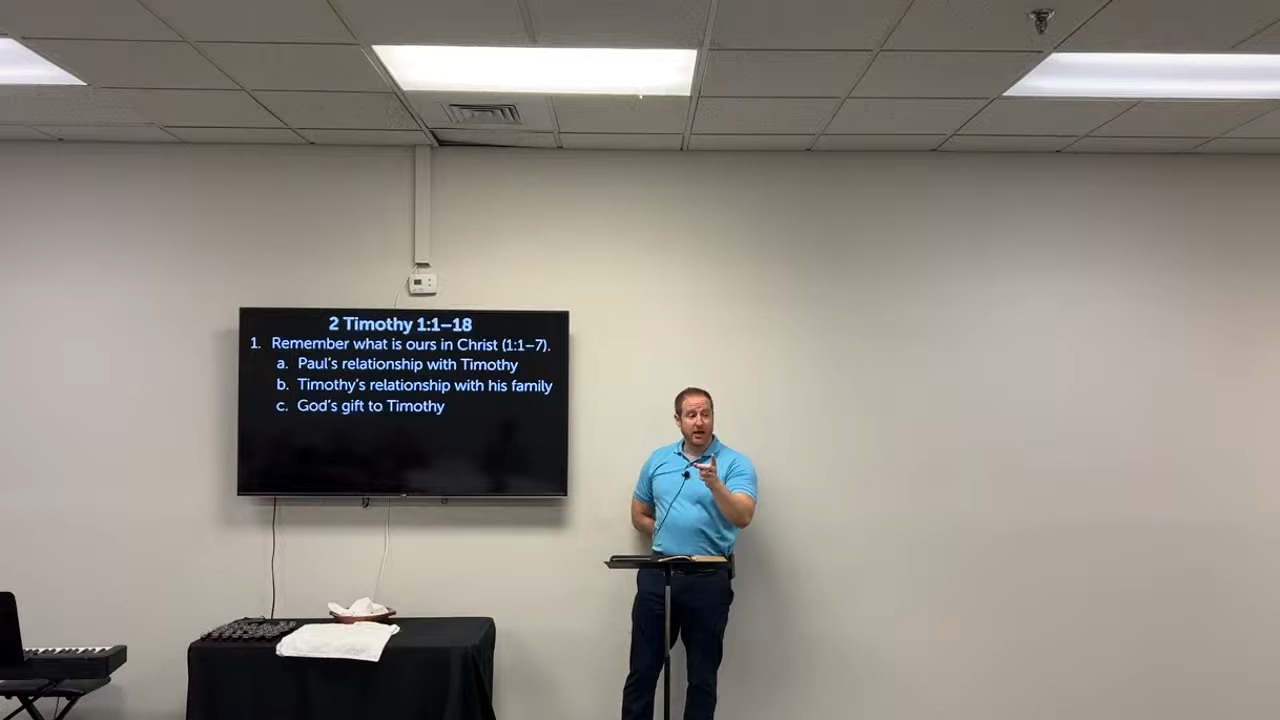 2 Timothy 1:1–18
1. Remember what is ours in Christ (1:1–7).
a. Paul's relationship with Timothy
b. Timothy's relationship with his family
c. God's gift to Timothy